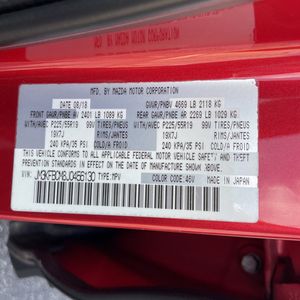 MFD. BY MAZDA MOTOR CORPORATION
DATE 08/18 GVWR/PNBV 4669 LB 2118 KG
FRONT GAWR/PNBE AV 2401 LB 1089 KG REAR GAWR/PNBE AR 2269 LB 1029 KG
WITH/AVEC P225/55R19 99V TIRES/PNEUS WITH/AVEC P225/55R19 99V TIRES/PNEUS
19X7J RIMS/JANTES 19X7J RIMS/JANTES
240 KPA/35 PSI COLD/A FROID 240 KPA/35 PSI COLD/A FROID
THIS VEHICLE CONFORMS TO ALL APPLICABLE U.S. FEDERAL MOTOR
VEHICLE SAFETY AND THEFT PREVENTION STANDARDS IN EFFECT ON THE DATE
OF MANUFACTURE SHOWN ABOVE.
TYPE:MPV COLOR CODE:46V MADE IN JAPAN